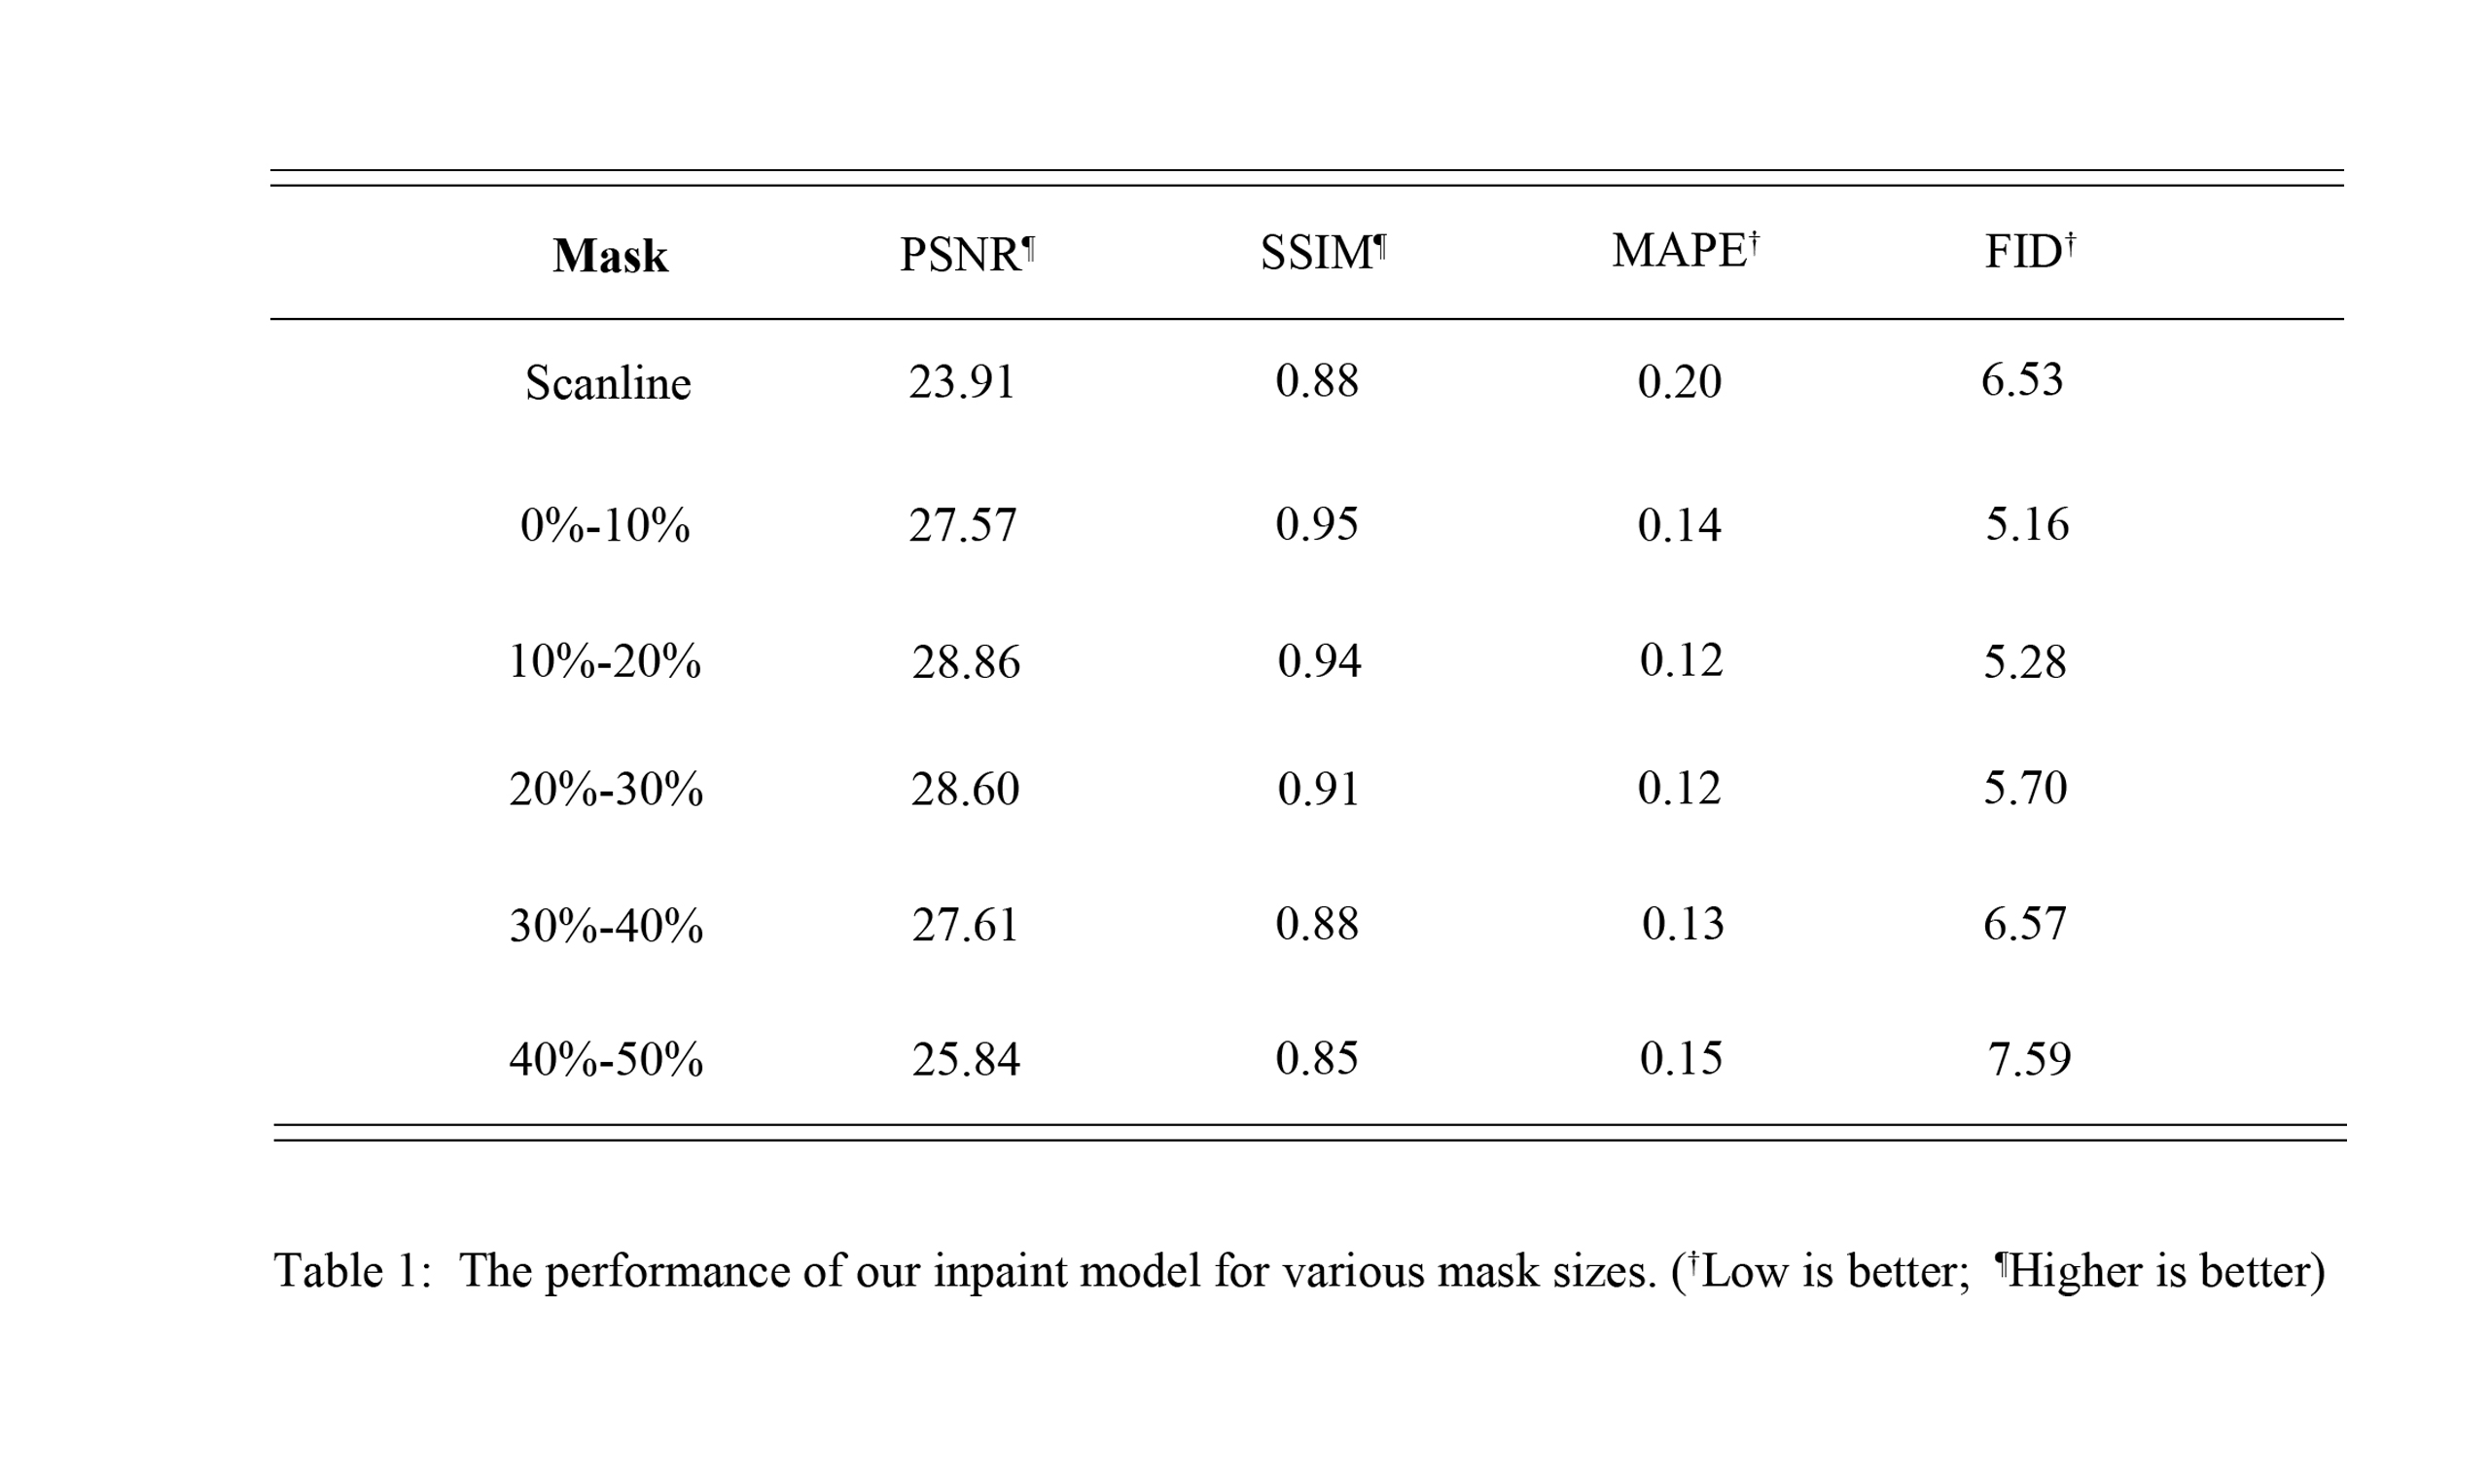 Mask PSNR¶ SSIM¶ MAPE† FID†
Scanline 23.91 0.88 0.20 6.53
0%-10% 27.57 0.95 0.14 5.16
10%-20% 28.86 0.94 0.12 5.28
20%-30% 28.60 0.91 0.12 5.70
30%-40% 27.61 0.88 0.13 6.57
40%-50% 25.84 0.85 0.15 7.59
Table 1: The performance of our inpaint model for various mask sizes. (†Low is better; ¶Higher is better)